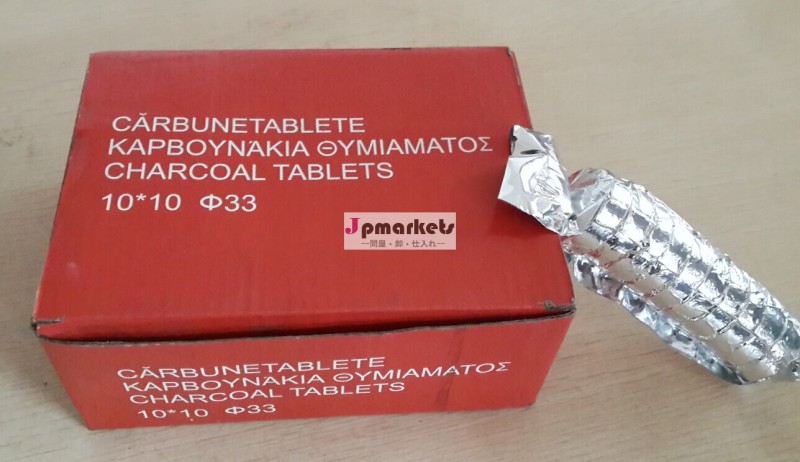 CĂRBUNETABLETE
ΚΑΡΒΟΥΝΑΚΙΑ ΘΥΜΙΑΜΑΤΟΣ
CHARCOAL TABLETS
10*10 Φ33
Jpmarkets
―問屋・卸・仕入れ―
CĂRBUNETABLETE
ΚΑΡΒΟΥΝΑΚΙΑ ΘΥΜΙΑΜΑΤΟΣ
CHARCOAL TABLETS
10*10 Φ33